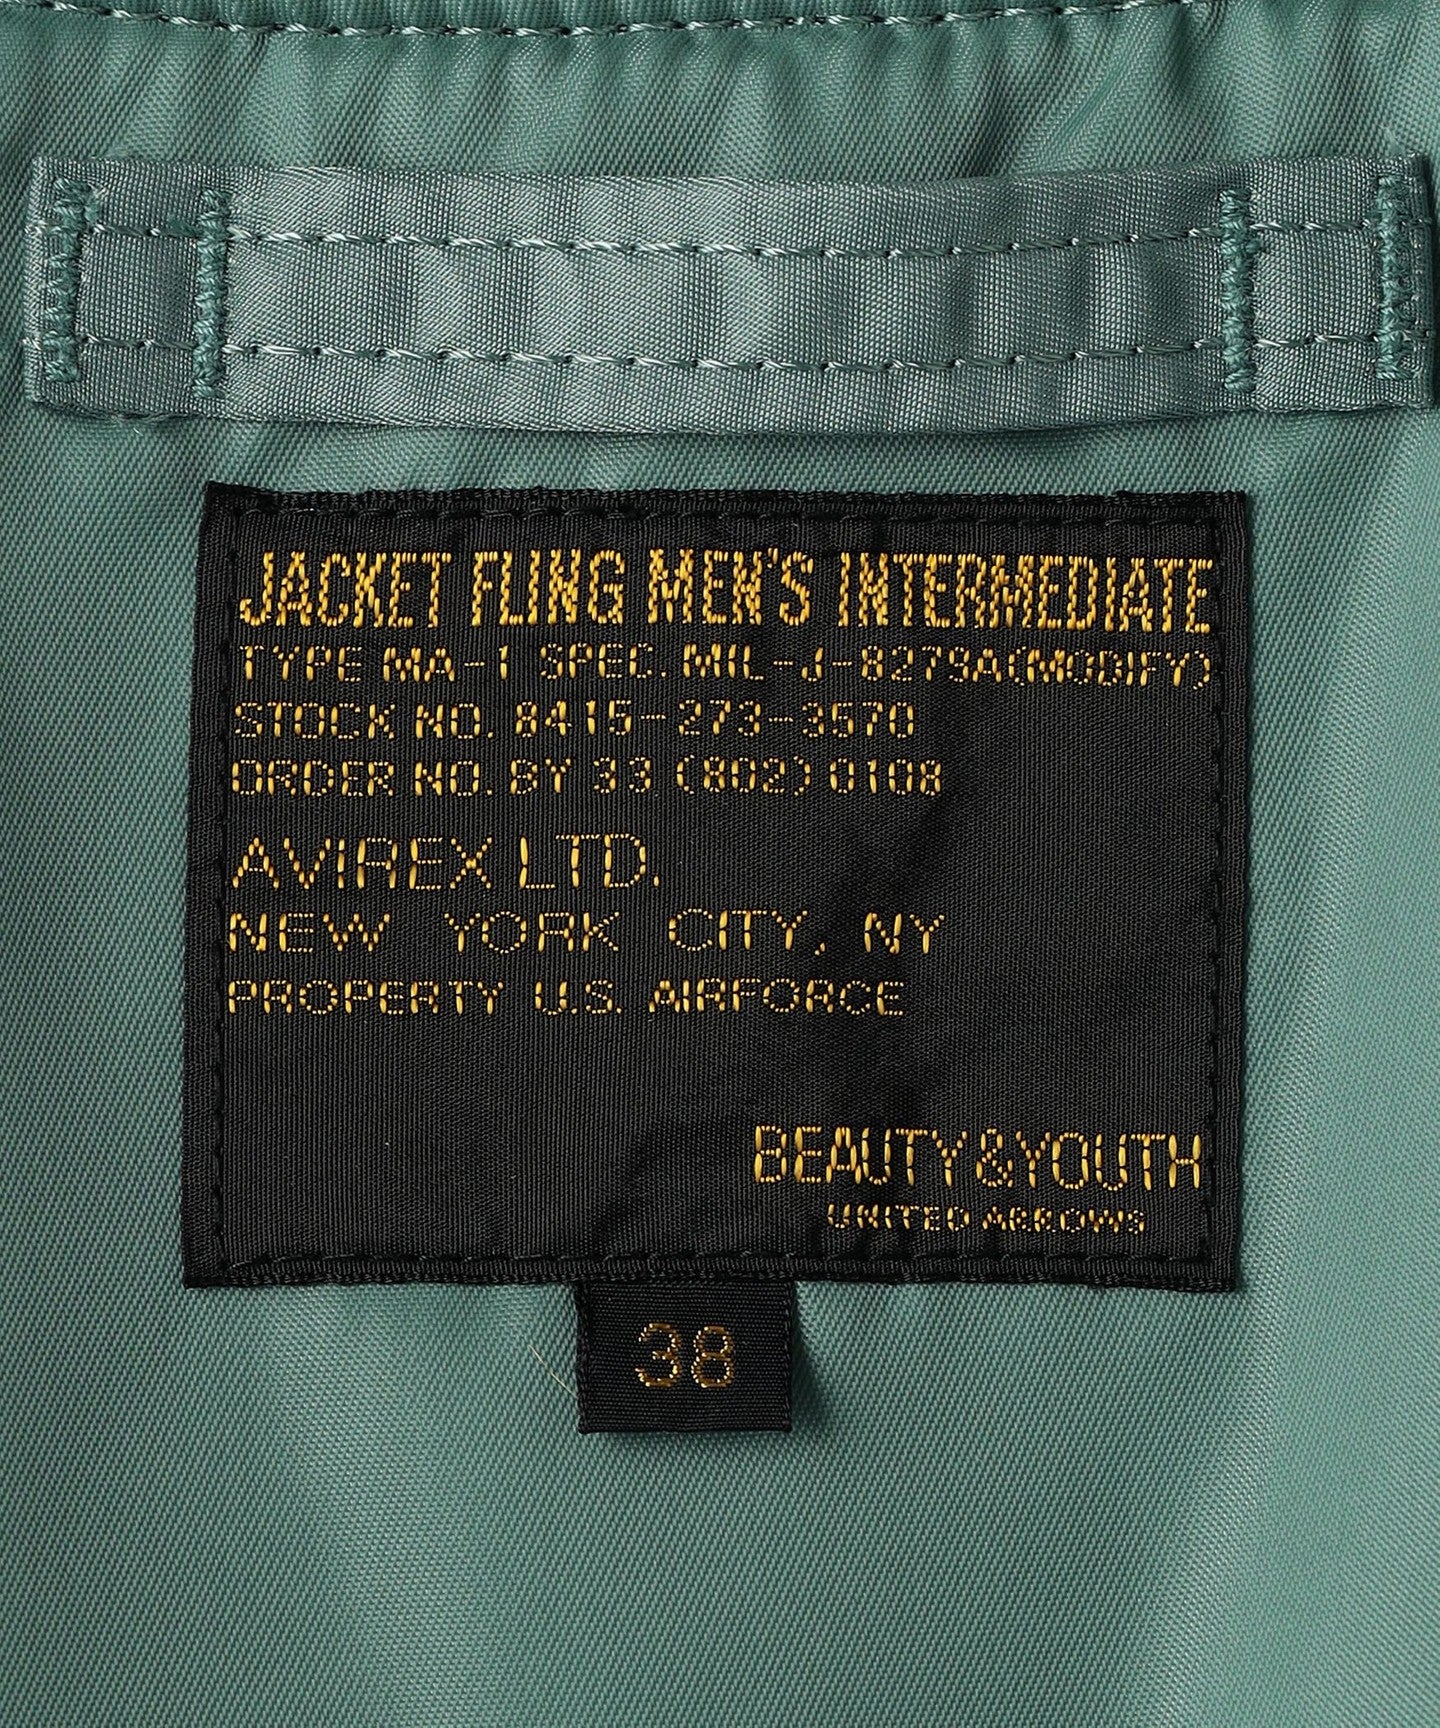 JACKET FLING MEN'S INTERMEDIATE
TYPE MA-1 SPEC. MIL-J-8279A(MODIFY)
STOCK NO. 8415-273-3570
ORDER NO. BY 33 (802) 0108
AVIREX LTD.
NEW YORK CITY, NY
PROPERTY U.S. AIRFORCE
BEAUTY&YOUTH
UNITED ARROWS
38